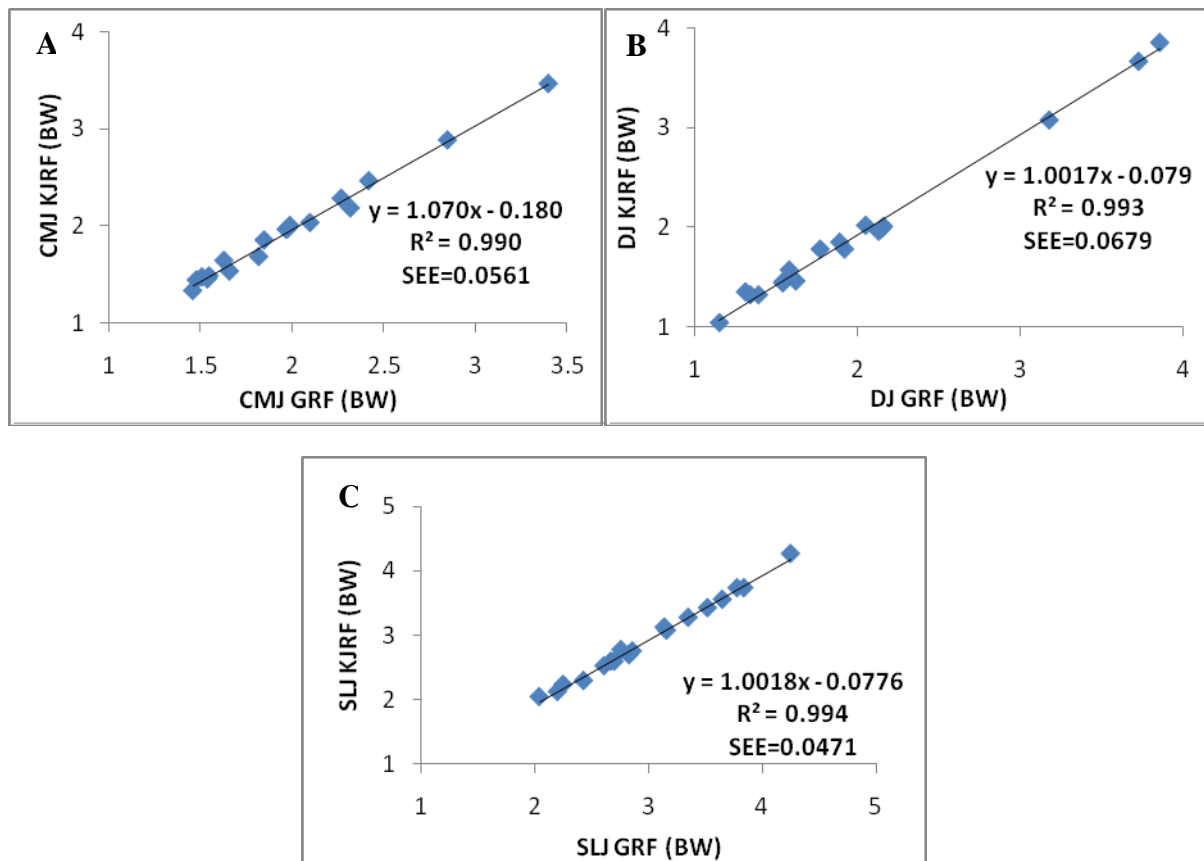 A
CMJ KJRF (BW)
4
3
2
1
1
1.5
2
2.5
3
3.5
CMJ GRF (BW)
y = 1.070x - 0.180
R² = 0.990
SEE=0.0561
B
DJ KJRF (BW)
4
3
2
1
1
2
3
4
DJ GRF (BW)
y = 1.0017x - 0.079
R² = 0.993
SEE=0.0679
C
SLJ KJRF (BW)
5
4
3
2
1
1
2
3
4
5
SLJ GRF (BW)
y = 1.0018x - 0.0776
R² = 0.994
SEE=0.0471